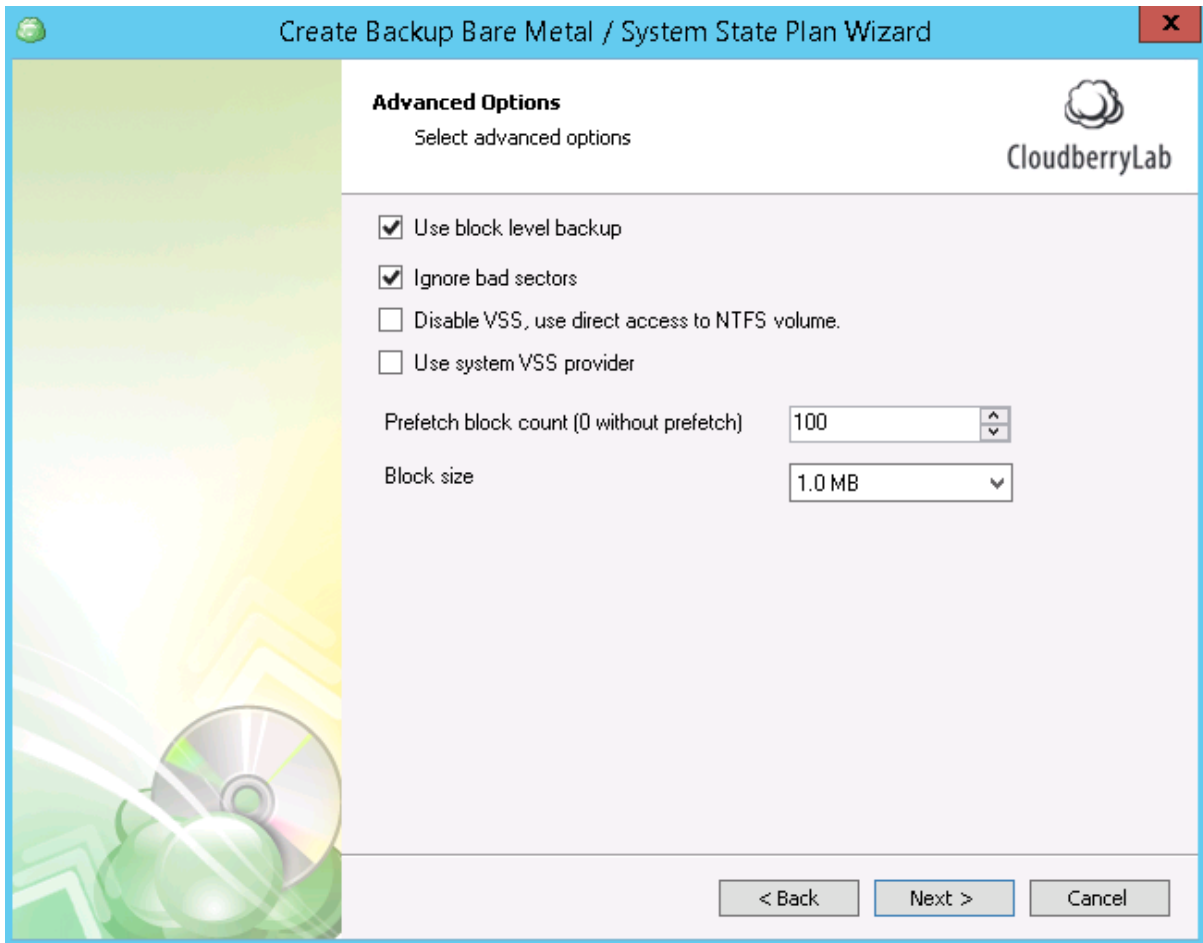 Create Backup Bare Metal / System State Plan Wizard
x
Advanced Options
Select advanced options
CloudberryLab
Use block level backup
Ignore bad sectors
Disable VSS, use direct access to NTFS volume.
Use system VSS provider
Prefetch block count (0 without prefetch) 100
Block size 1.0 MB
< Back Next > Cancel